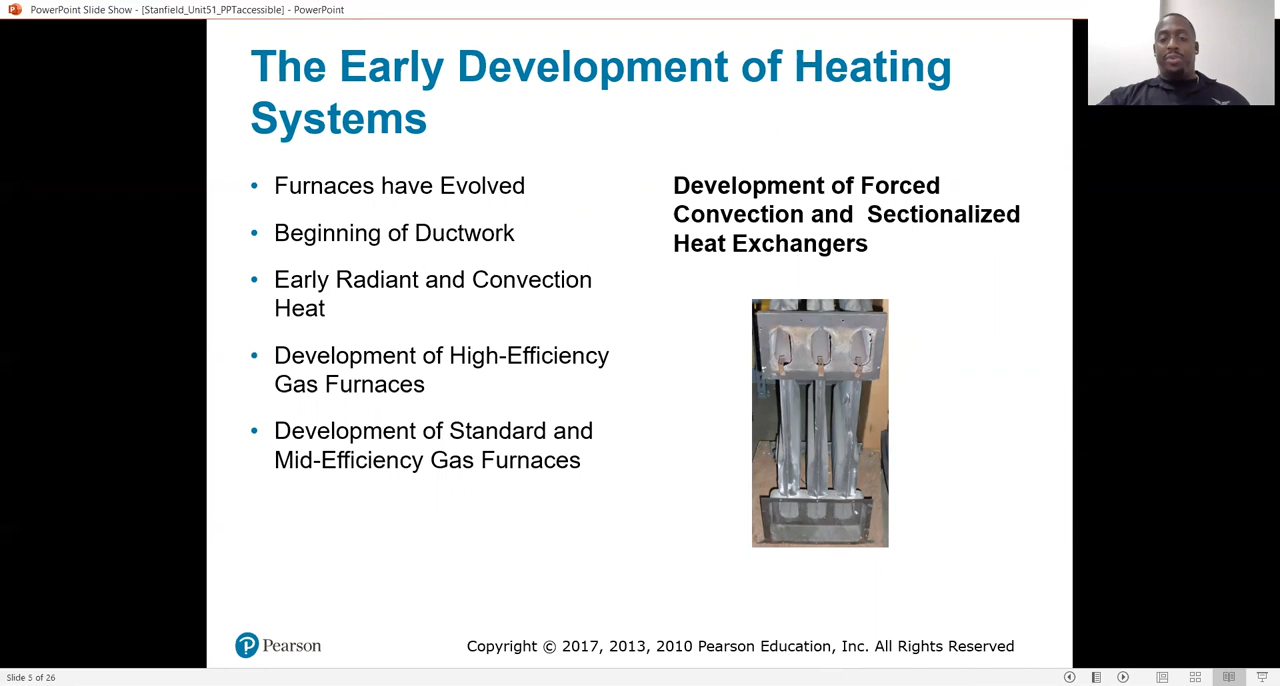 PowerPoint Slide Show - [Stanfield_Unit51_PPTaccessible] - PowerPoint
The Early Development of Heating
Systems
• Furnaces have Evolved
• Beginning of Ductwork
• Early Radiant and Convection
Heat
• Development of High-Efficiency
Gas Furnaces
• Development of Standard and
Mid-Efficiency Gas Furnaces
Development of Forced
Convection and  Sectionalized
Heat Exchangers
Pearson
Copyright © 2017, 2013, 2010 Pearson Education, Inc. All Rights Reserved
Slide 5 of 26